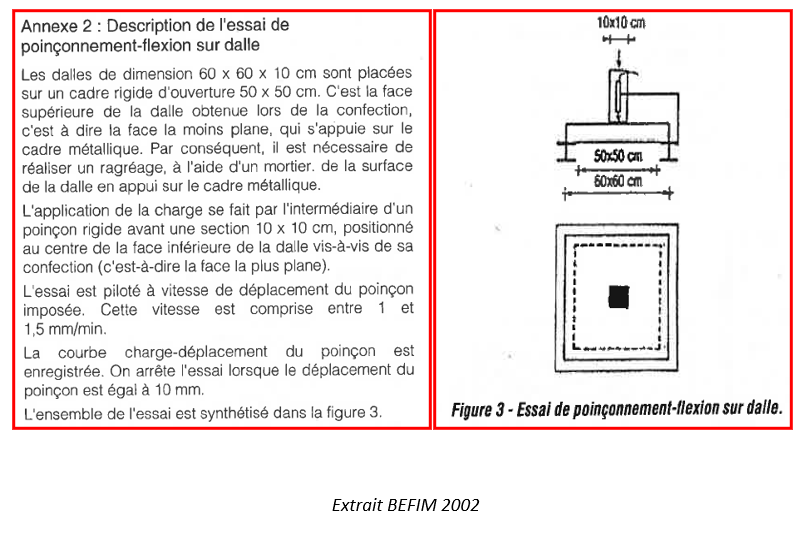 Annexe 2 : Description de l'essai de
poinçonnement-flexion sur dalle
Les dalles de dimension 60 x 60 x 10 cm sont placées
sur un cadre rigide d'ouverture 50 x 50 cm. C'est la face
supérieure de la dalle obtenue lors de la confection,
c'est à dire la face la moins plane, qui s'appuie sur le
cadre métallique. Par conséquent, il est nécessaire de
réaliser un ragréage, à l'aide d'un mortier. de la surface
de la dalle en appui sur le cadre métallique.
L'application de la charge se fait par l'intermédiaire d'un
poinçon rigide avant une section 10 x 10 cm, positionné
au centre de la face inférieure de la dalle vis-à-vis de sa
confection (c'est-à-dire la face la plus plane).
L'essai est piloté à vitesse de déplacement du poinçon
imposée. Cette vitesse est comprise entre 1 et
1,5 mm/min.
La courbe charge-déplacement du poinçon est
enregistrée. On arrête l'essai lorsque le déplacement du
poinçon est égal à 10 mm.
L'ensemble de l'essai est synthétisé dans la figure 3.
10x10 cm
50x50 cm
60x60 cm
Figure 3 - Essai de poinçonnement-flexion sur dalle.
Extrait BEFIM 2002